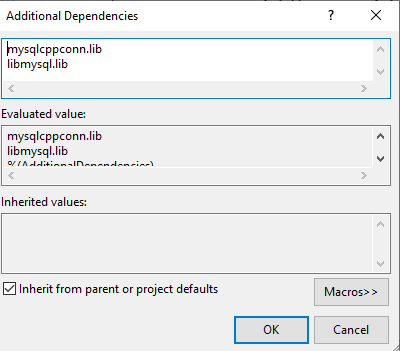 Additional Dependencies
?
mysqlcppconn.lib
libmysql.lib
Evaluated value:
mysqlcppconn.lib
libmysql.lib
%(AdditionalDependencies)
Inherited values:
Inherit from parent or project defaults
Macros>>
OK
Cancel